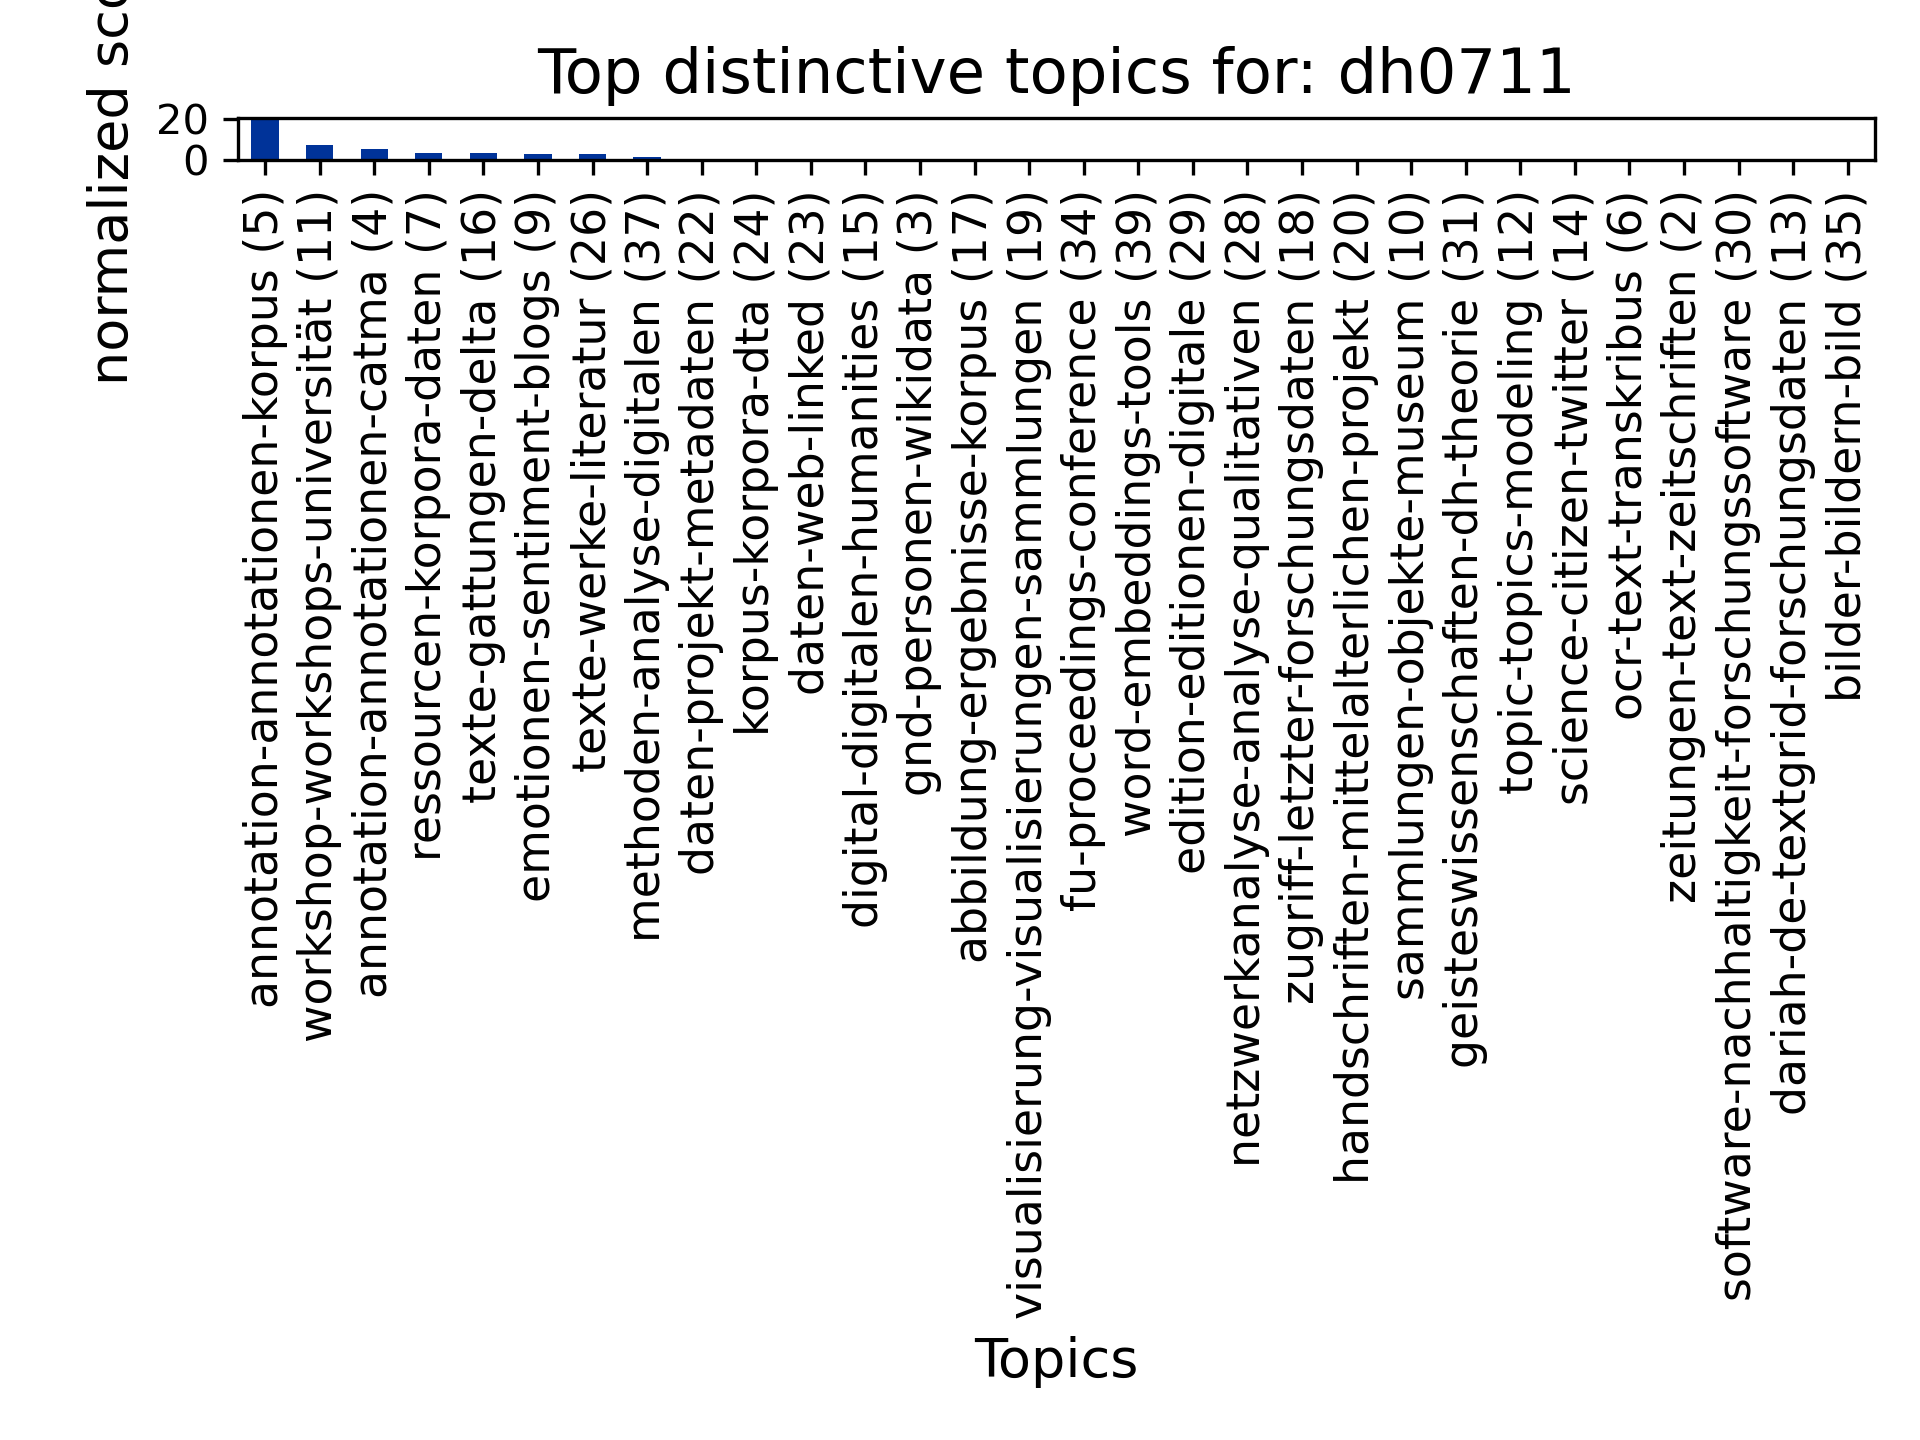 Top distinctive topics for: dh0711
normalized
20
0
annotation-annotationen-korpus (5)
workshop-workshops-universität (11)
annotation-annotationen-catma (4)
ressourcen-korpora-daten (7)
texte-gattungen-delta (16)
emotionen-sentiment-blogs (9)
texte-werke-literatur (26)
methoden-analyse-digitalen (37)
daten-projekt-metadaten (22)
korpus-korpora-dta (24)
daten-web-linked (23)
digital-digitalen-humanities (15)
gnd-personen-wikidata (3)
abbildung-ergebnisse-korpus (17)
visualisierung-visualisierungen-sammlungen (19)
fu-proceedings-conference (34)
word-embeddings-tools (39)
edition-editionen-digitale (29)
netzwerkanalyse-analyse-qualitativen (28)
zugriff-letzter-forschungsdaten (18)
handschriften-mittelalterlichen-projekt (20)
sammlungen-objekte-museum (10)
geisteswissenschaften-dh-theorie (31)
topic-topics-modeling (12)
science-citizen-twitter (14)
ocr-text-transkribus (6)
zeitungen-text-zeitschriften (2)
software-nachhaltigkeit-forschungssoftware (30)
dariah-de-textgrid-forschungsdaten (13)
bilder-bildern-bild (35)
Topics